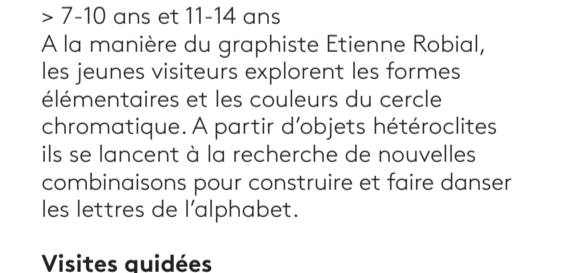 > 7-10 ans et 11-14 ans
A la manière du graphiste Etienne Robial,
les jeunes visiteurs explorent les formes
élémentaires et les couleurs du cercle
chromatique. A partir d’objets hétéroclites
ils se lancent à la recherche de nouvelles
combinaisons pour construire et faire danser
les lettres de l’alphabet.
Visites guidées